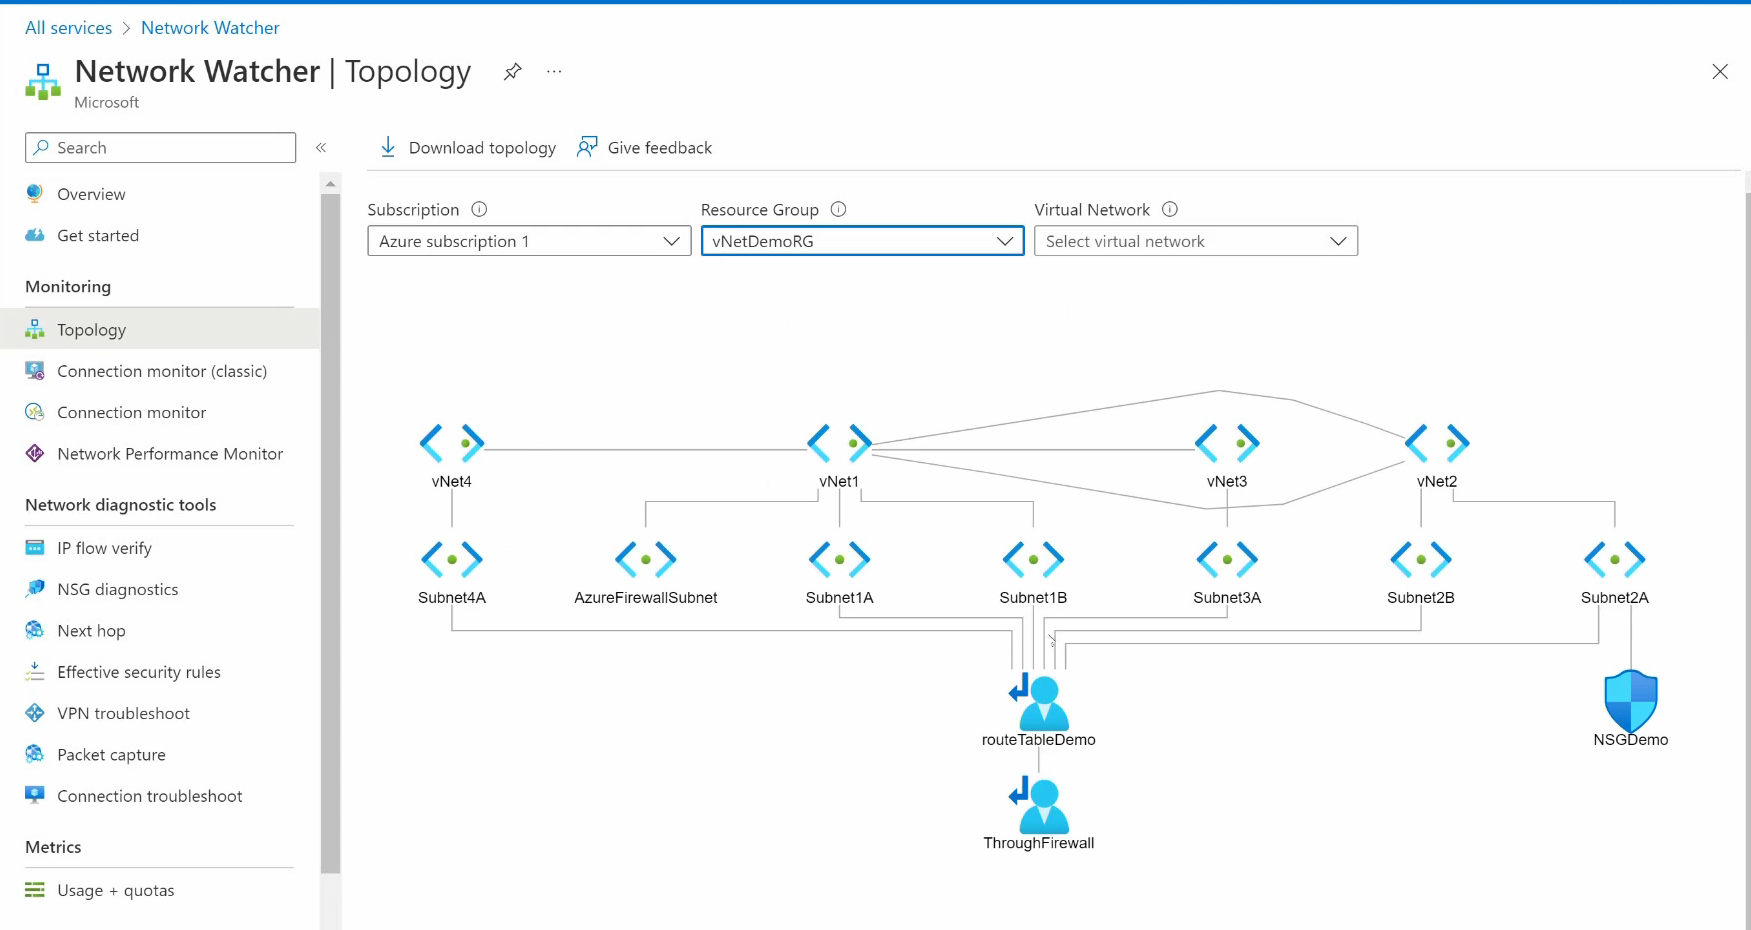 All services > Network Watcher
Network Watcher | Topology ...
Microsoft
Search
«
Download topology
Give feedback
Overview
Get started
Monitoring
Topology
Connection monitor (classic)
Connection monitor
Network Performance Monitor
Network diagnostic tools
IP flow verify
NSG diagnostics
Next hop
Effective security rules
VPN troubleshoot
Packet capture
Connection troubleshoot
Metrics
Usage + quotas
Subscription
Resource Group
Virtual Network
Azure subscription 1
vNetDemoRG
Select virtual network
vNet4
vNet1
vNet3
vNet2
Subnet4A
AzureFirewallSubnet
Subnet1A
Subnet1B
Subnet3A
Subnet2B
Subnet2A
routeTableDemo
NSGDemo
ThroughFirewall